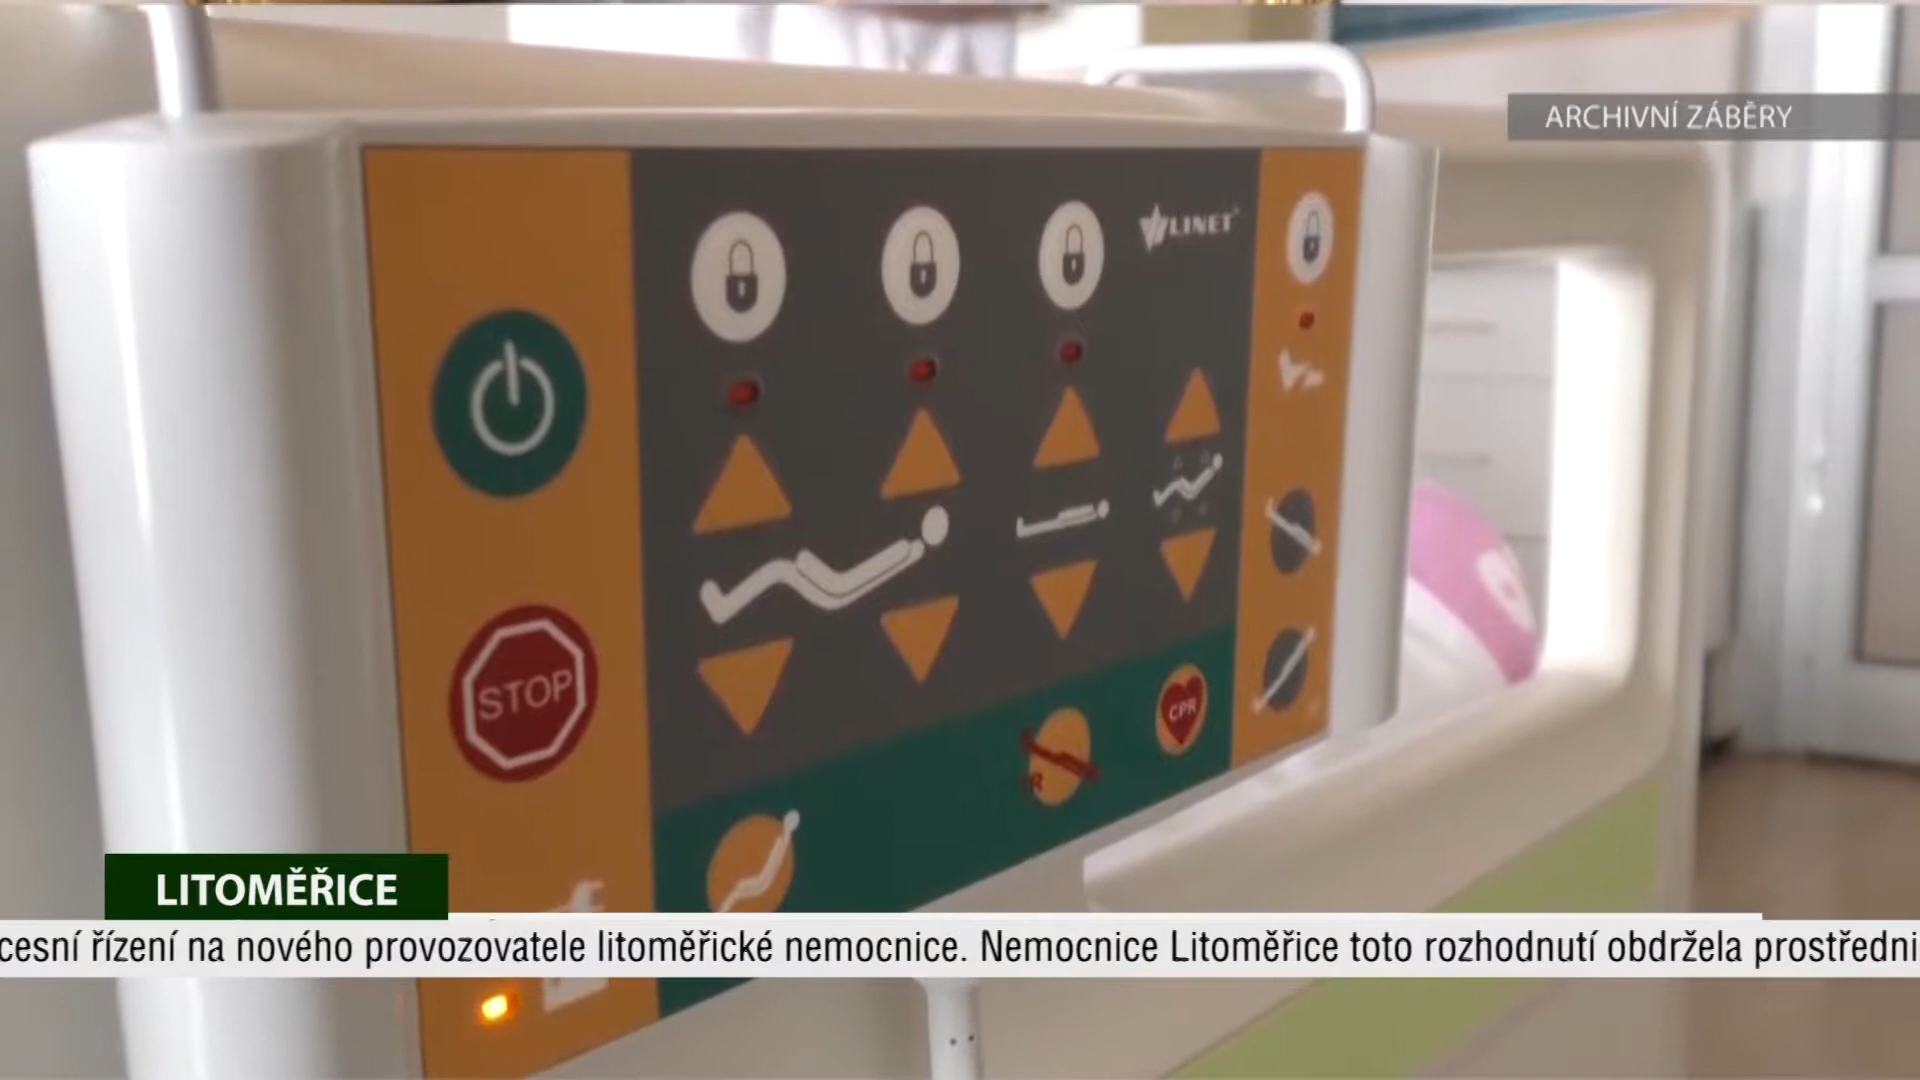 ARCHIVNÍ ZÁBĚRY
LINET
STOP
CPR
LITOMĚŘICE
cesní řízení na nového provozovatele litoměřické nemocnice. Nemocnice Litoměřice toto rozhodnutí obdržela prostředni